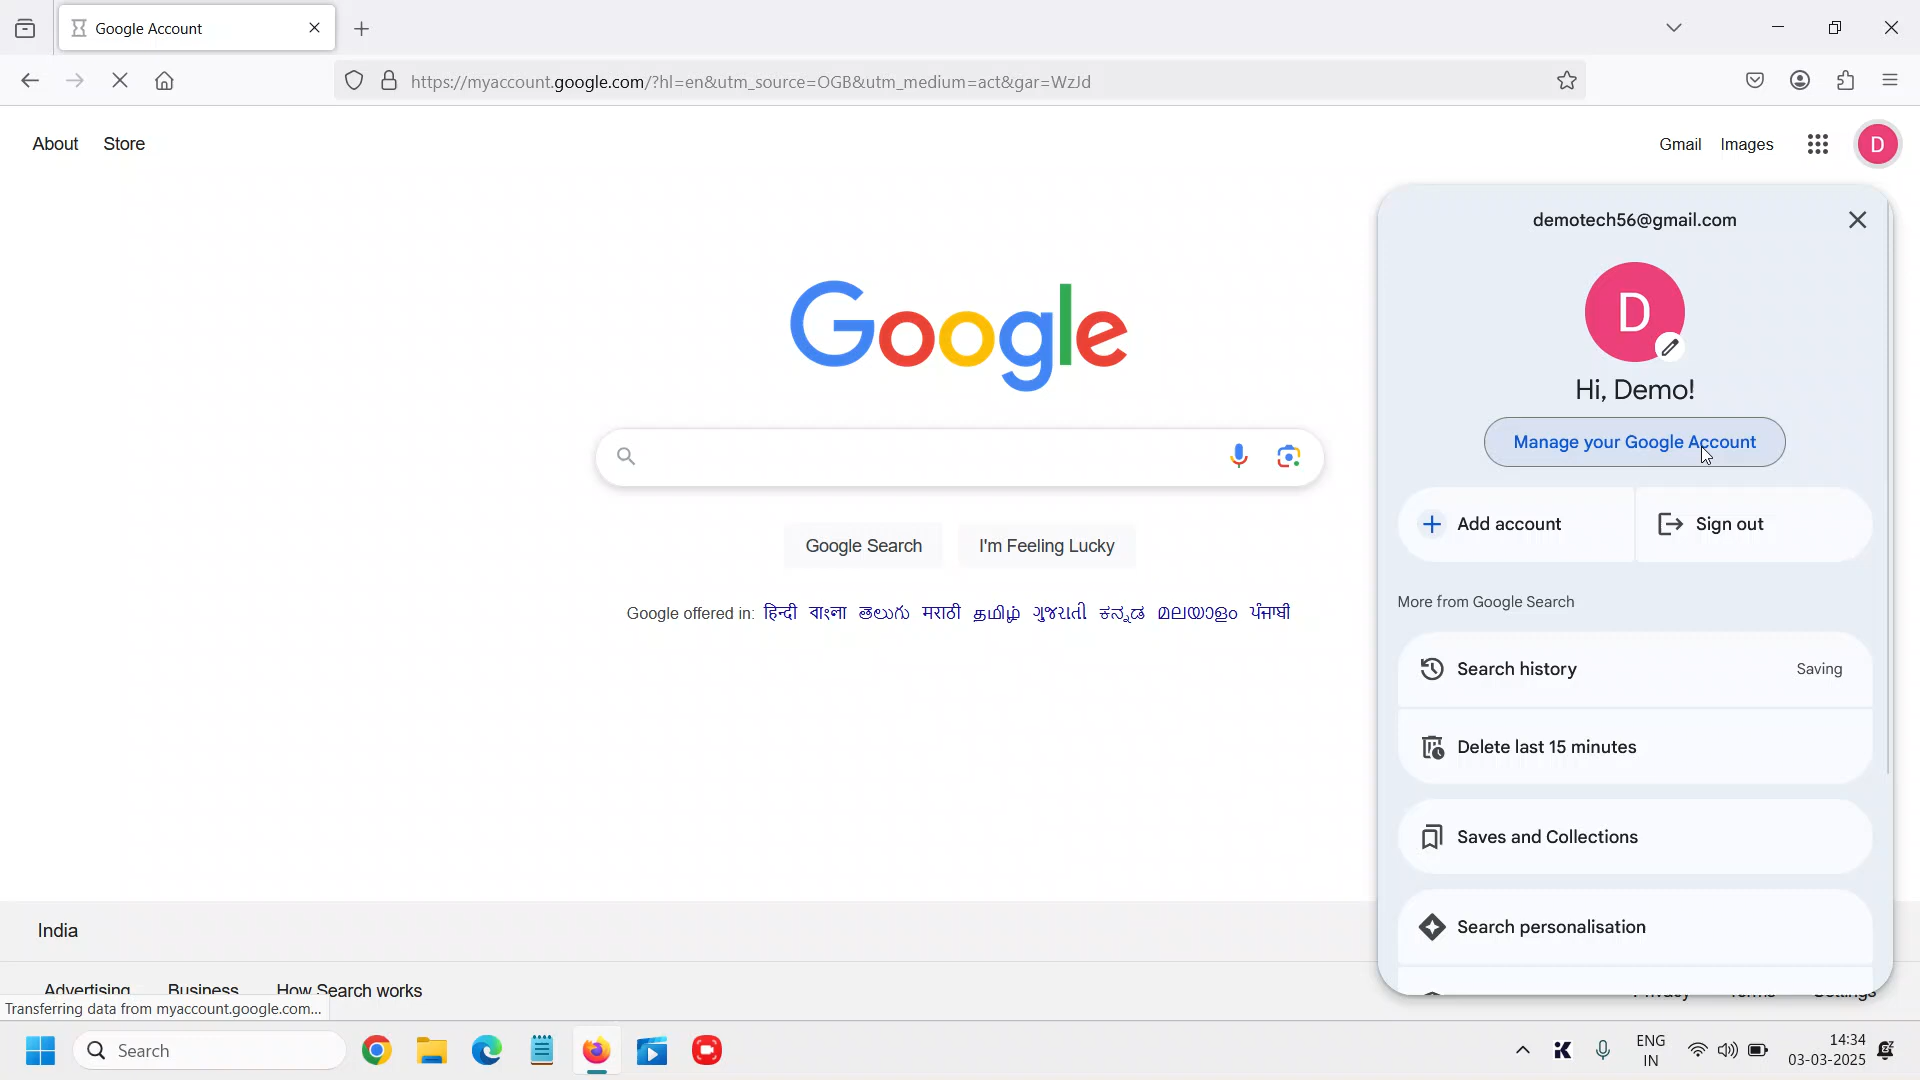 Google Account
https://myaccount.google.com/?hl=en&utm_source=OGB&utm_medium=act&gar=WzJd
About Store
Gmail Images
D
demotech56@gmail.com
D
Hi, Demo!
Manage your Google Account
Add account
Sign out
More from Google Search
Search history
Saving
Delete last 15 minutes
Saves and Collections
Search personalisation
Google
Google Search
I'm Feeling Lucky
Google offered in: हिन्दी বাংলা తెలుగు मराठी தமிழ் ગુજરાતી ಕನ್ನಡ മലയാളം ਪੰਜਾਬੀ
India
Advertising Business How Search works
Privacy Terms Settings
Transferring data from myaccount.google.com...
Search
ENG
IN
14:34
03-03-2025